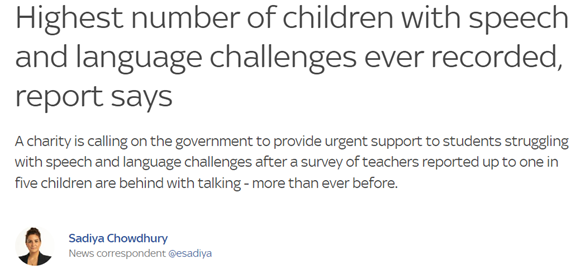 Highest number of children with speech
and language challenges ever recorded,
report says
A charity is calling on the government to provide urgent support to students struggling
with speech and language challenges after a survey of teachers reported up to one in
five children are behind with talking - more than ever before.
Sadiya Chowdhury
News correspondent @esadiya